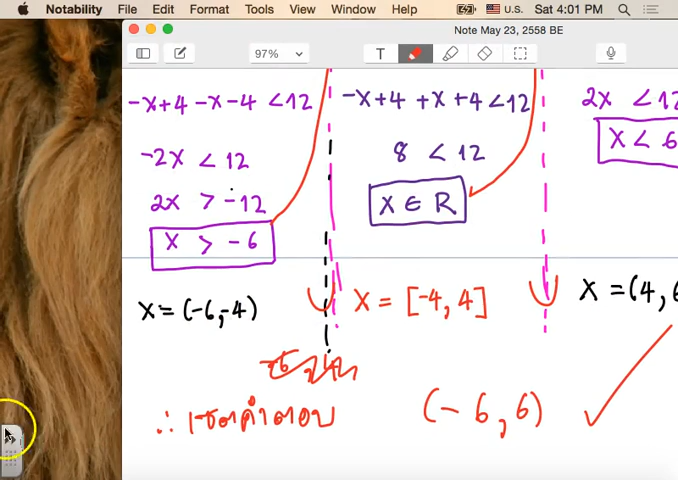 Notability File Edit Format Tools View Window Help U.S. Sat 4:01 PM
Note May 23, 2558 BE
97% T
-x+4 -x-4 <12
-2x < 12
2x > -12
x > -6
x = (-6,-4)
-x+4 +x+4 <12
8 < 12
x ∈ R
x = [-4, 4]
2x <12
x < 6
x = (4, 6
∪ ∪
∴ เซตคำตอบ (-6,6) ✓